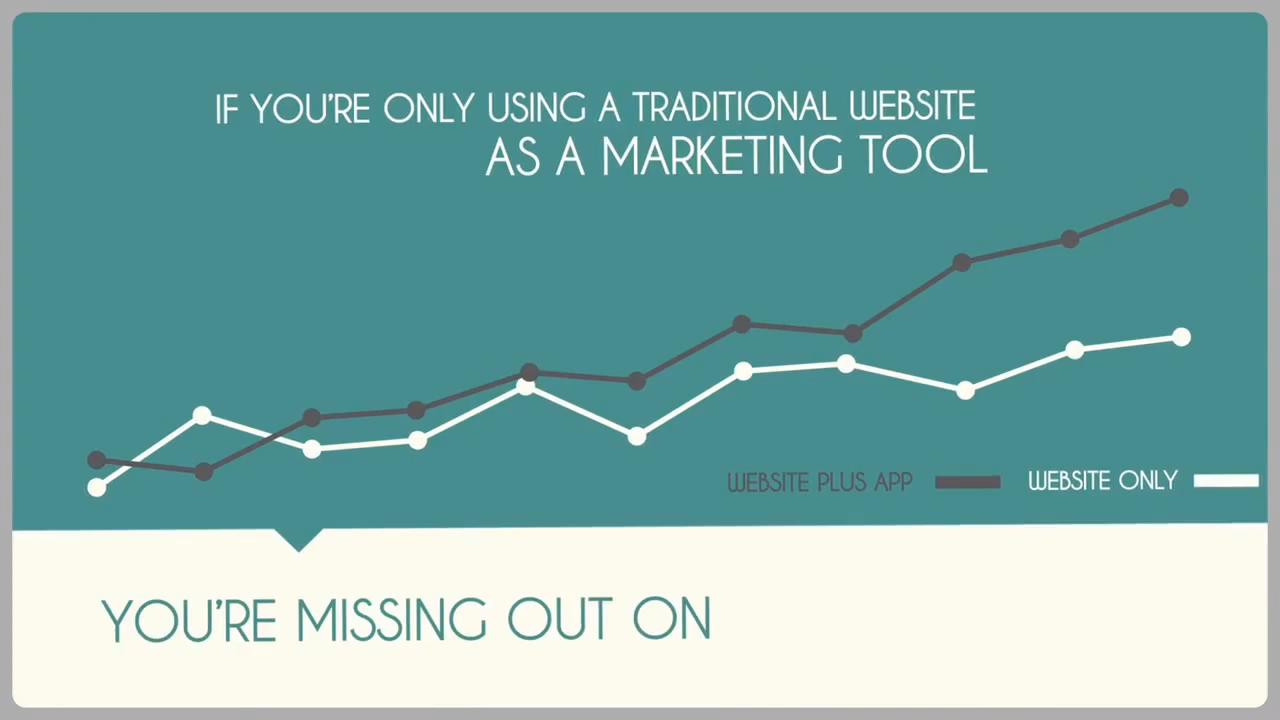 IF YOU'RE ONLY USING A TRADITIONAL WEBSITE
AS A MARKETING TOOL
WEBSITE PLUS APP
WEBSITE ONLY
YOU'RE MISSING OUT ON